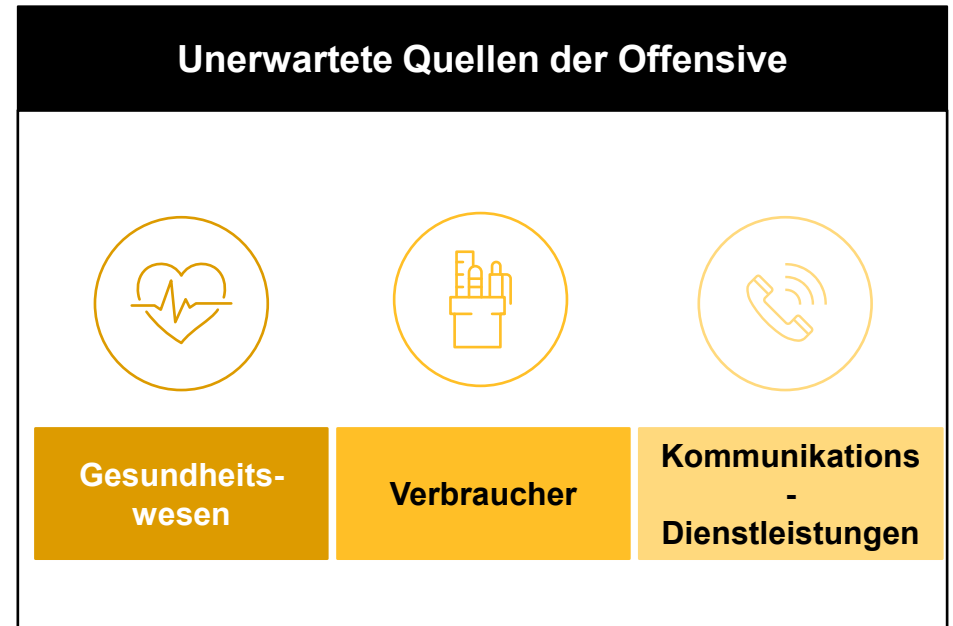 Unerwartete Quellen der Offensive
Gesundheits-
wesen
Verbraucher
Kommunikations
-
Dienstleistungen